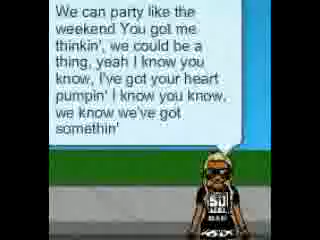 We can party like the
weekend You got me
thinkin', we could be a
thing, yeah I know you
know, I've got your heart
pumpin' I know you know,
we know we've got
somethin'